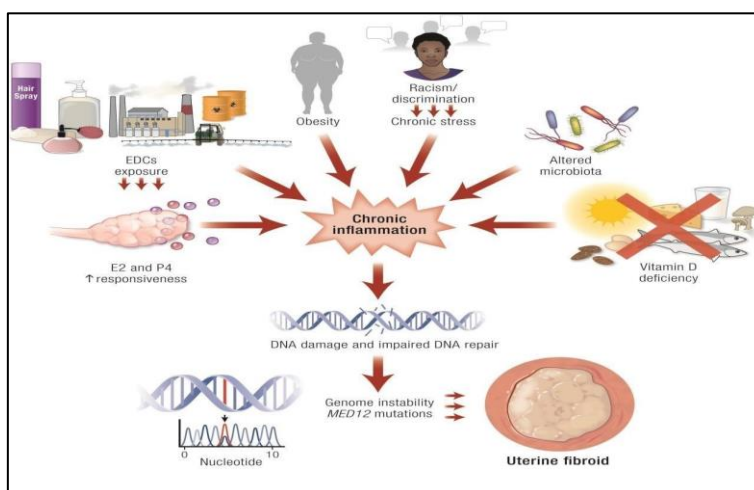 Hair
Spray
EDCs
exposure
Obesity
Racism/
discrimination
Chronic stress
Altered
microbiota
Chronic
inflammation
E2 and P4
↑ responsiveness
Vitamin D
deficiency
DNA damage and impaired DNA repair
Genome instability
MED12 mutations
0
10
Nucleotide
Uterine fibroid